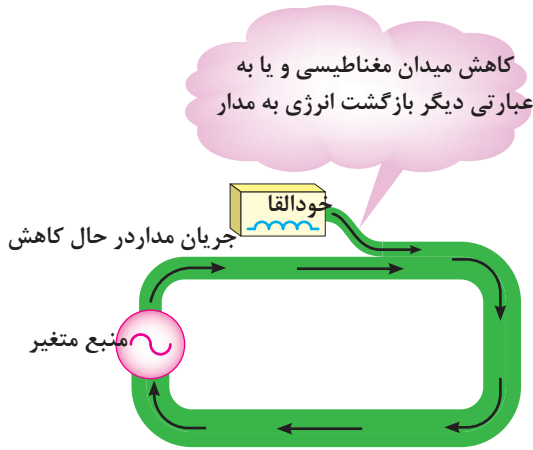 کاهش میدان مغناطیسی و یا به
عبارتی دیگر بازگشت انرژی به مدار
خودالقا
جریان مداردر حال کاهش
منبع متغیر